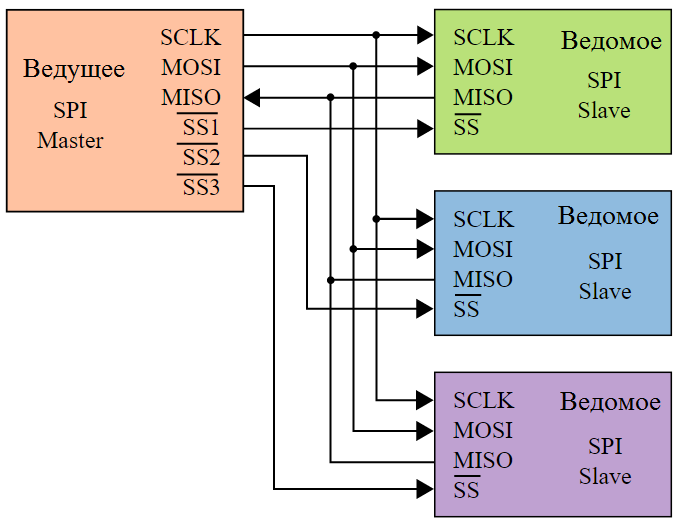 Ведущее
SPI
Master
SCLK
MOSI
MISO
SS1
SS2
SS3
SCLK
MOSI
MISO
SS
Ведомое
SPI
Slave
SCLK
MOSI
MISO
SS
Ведомое
SPI
Slave
SCLK
MOSI
MISO
SS
Ведомое
SPI
Slave